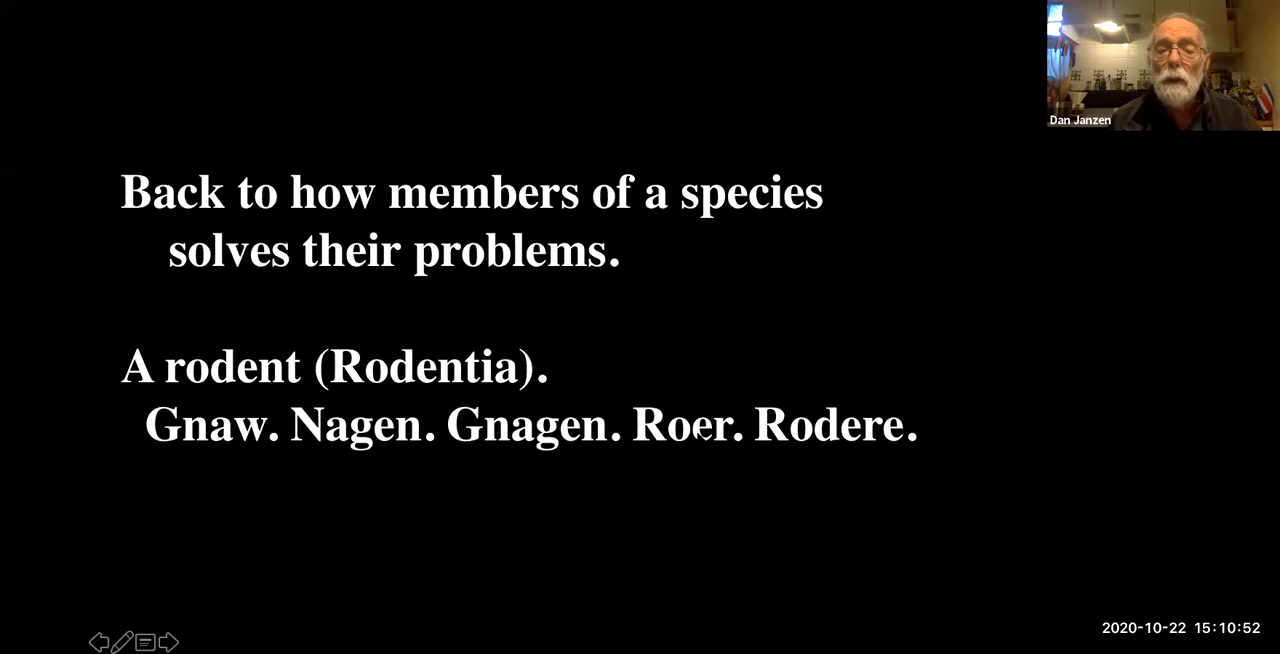 Dan Janzen
Back to how members of a species
solves their problems.
A rodent (Rodentia).
Gnaw. Nagen. Gnagen. Roer. Rodere.
2020-10-22 15:10:52